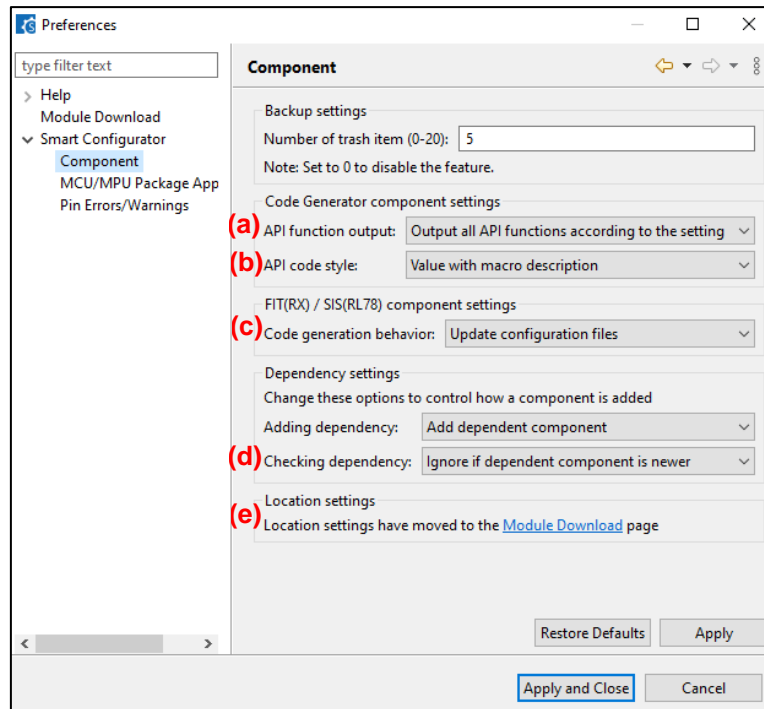 Preferences
type filter text
Help
Module Download
Smart Configurator
Component
MCU/MPU Package App
Pin Errors/Warnings
Component
Backup settings
Number of trash item (0-20): 5
Note: Set to 0 to disable the feature.
Code Generator component settings
(a) API function output: Output all API functions according to the setting
(b) API code style: Value with macro description
FIT(RX) / SIS(RL78) component settings
(c) Code generation behavior: Update configuration files
Dependency settings
Change these options to control how a component is added
Adding dependency: Add dependent component
(d) Checking dependency: Ignore if dependent component is newer
Location settings
(e) Location settings have moved to the Module Download page
Restore Defaults Apply
Apply and Close Cancel